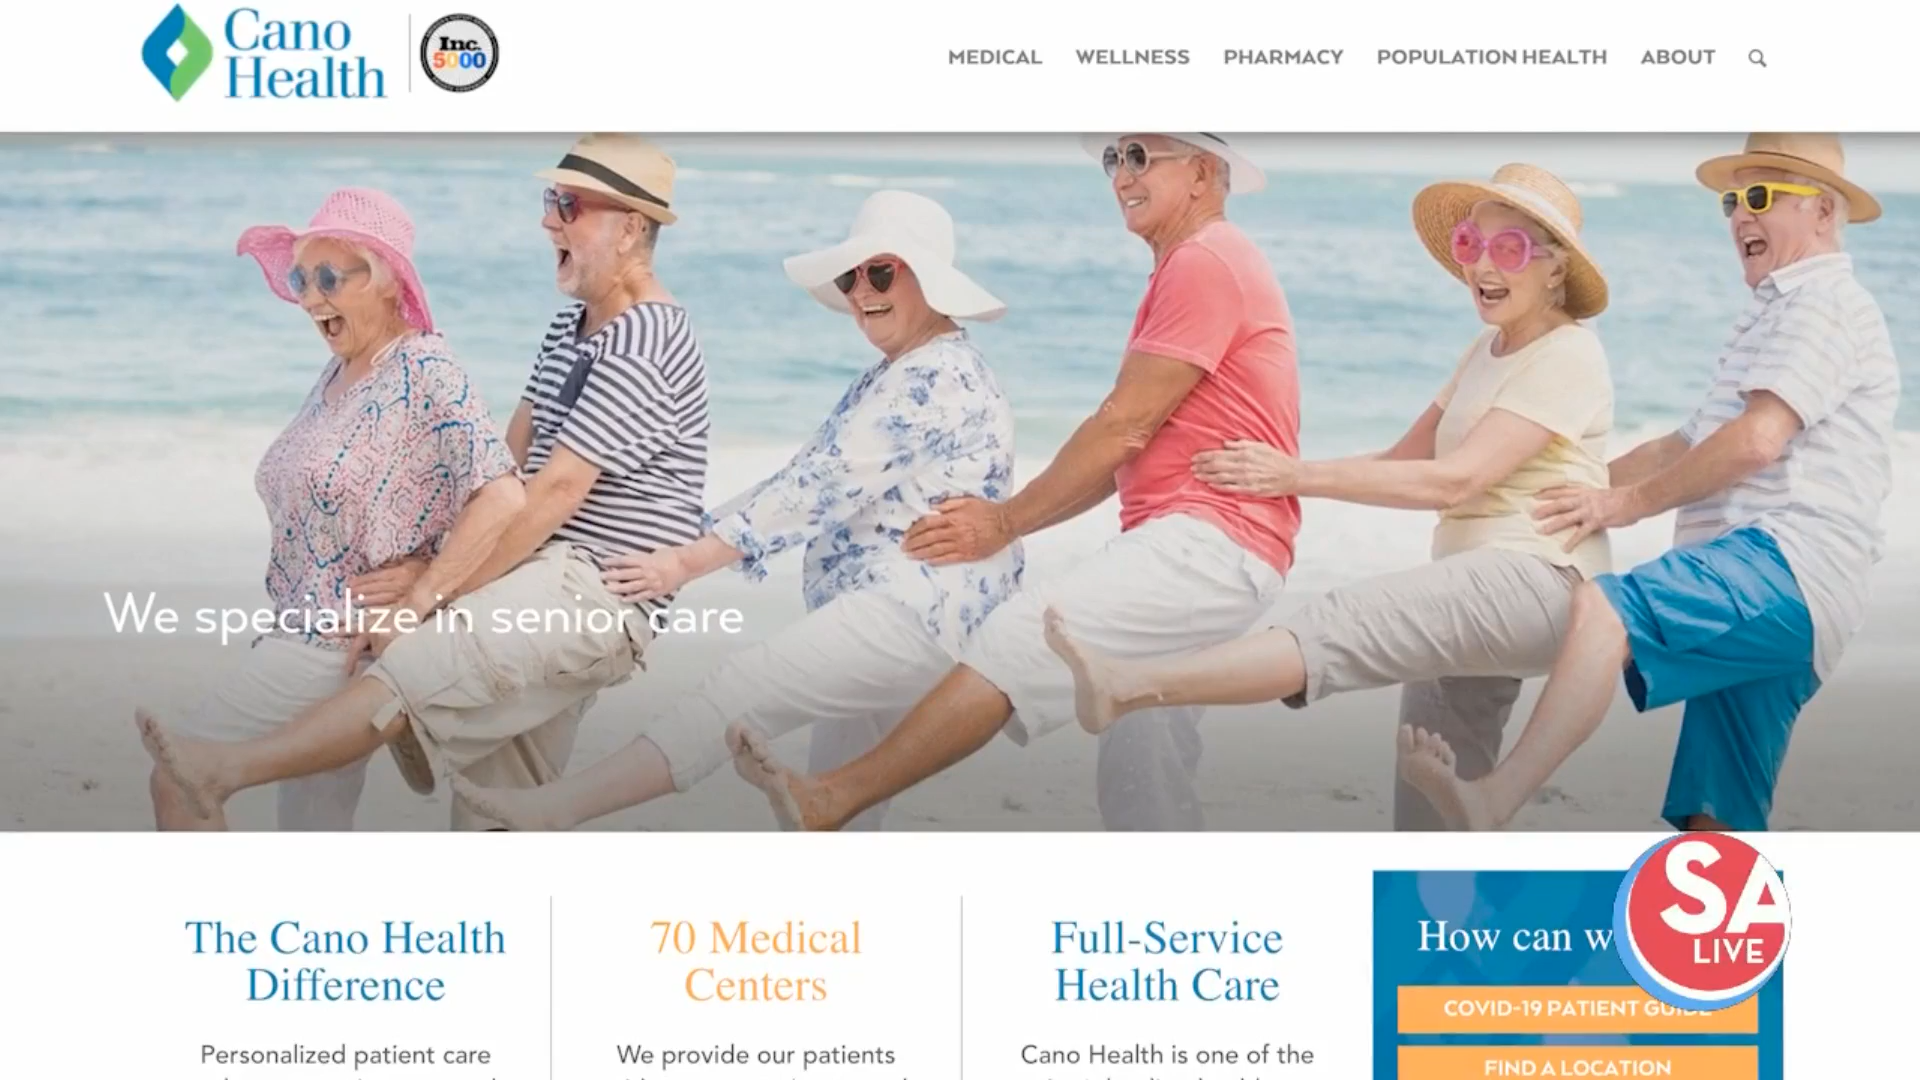 Cano
Health
Inc.
5000
MEDICAL WELLNESS PHARMACY POPULATION HEALTH ABOUT
We specialize in senior care
The Cano Health
Difference
Personalized patient care
70 Medical
Centers
We provide our patients
Full-Service
Health Care
Cano Health is one of the
How can w
COVID-19 PATIENT GUIDE
FIND A LOCATION
SA
LIVE